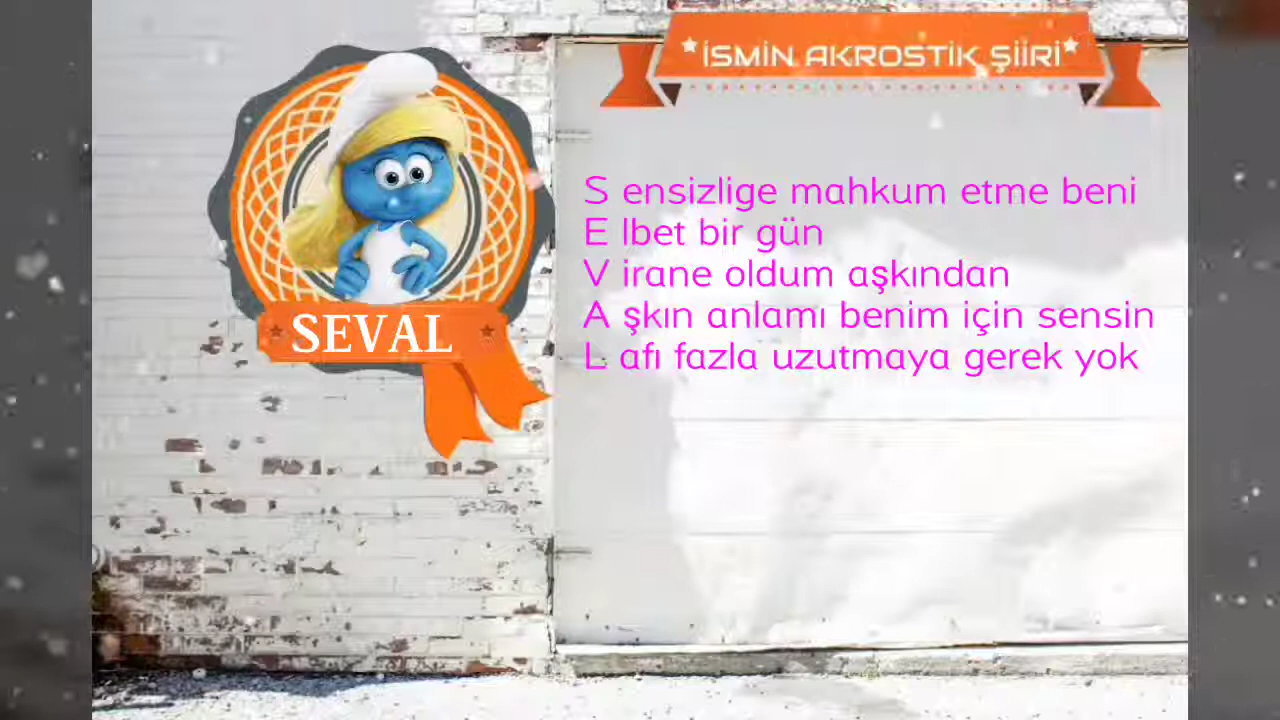 İSMİN AKROSTİK ŞİİRİ
SEVAL
S ensizlige mahkum etme beni
E lbet bir gün
V irane oldum aşkından
A şkın anlamı benim için sensin
L afı fazla uzutmaya gerek yok